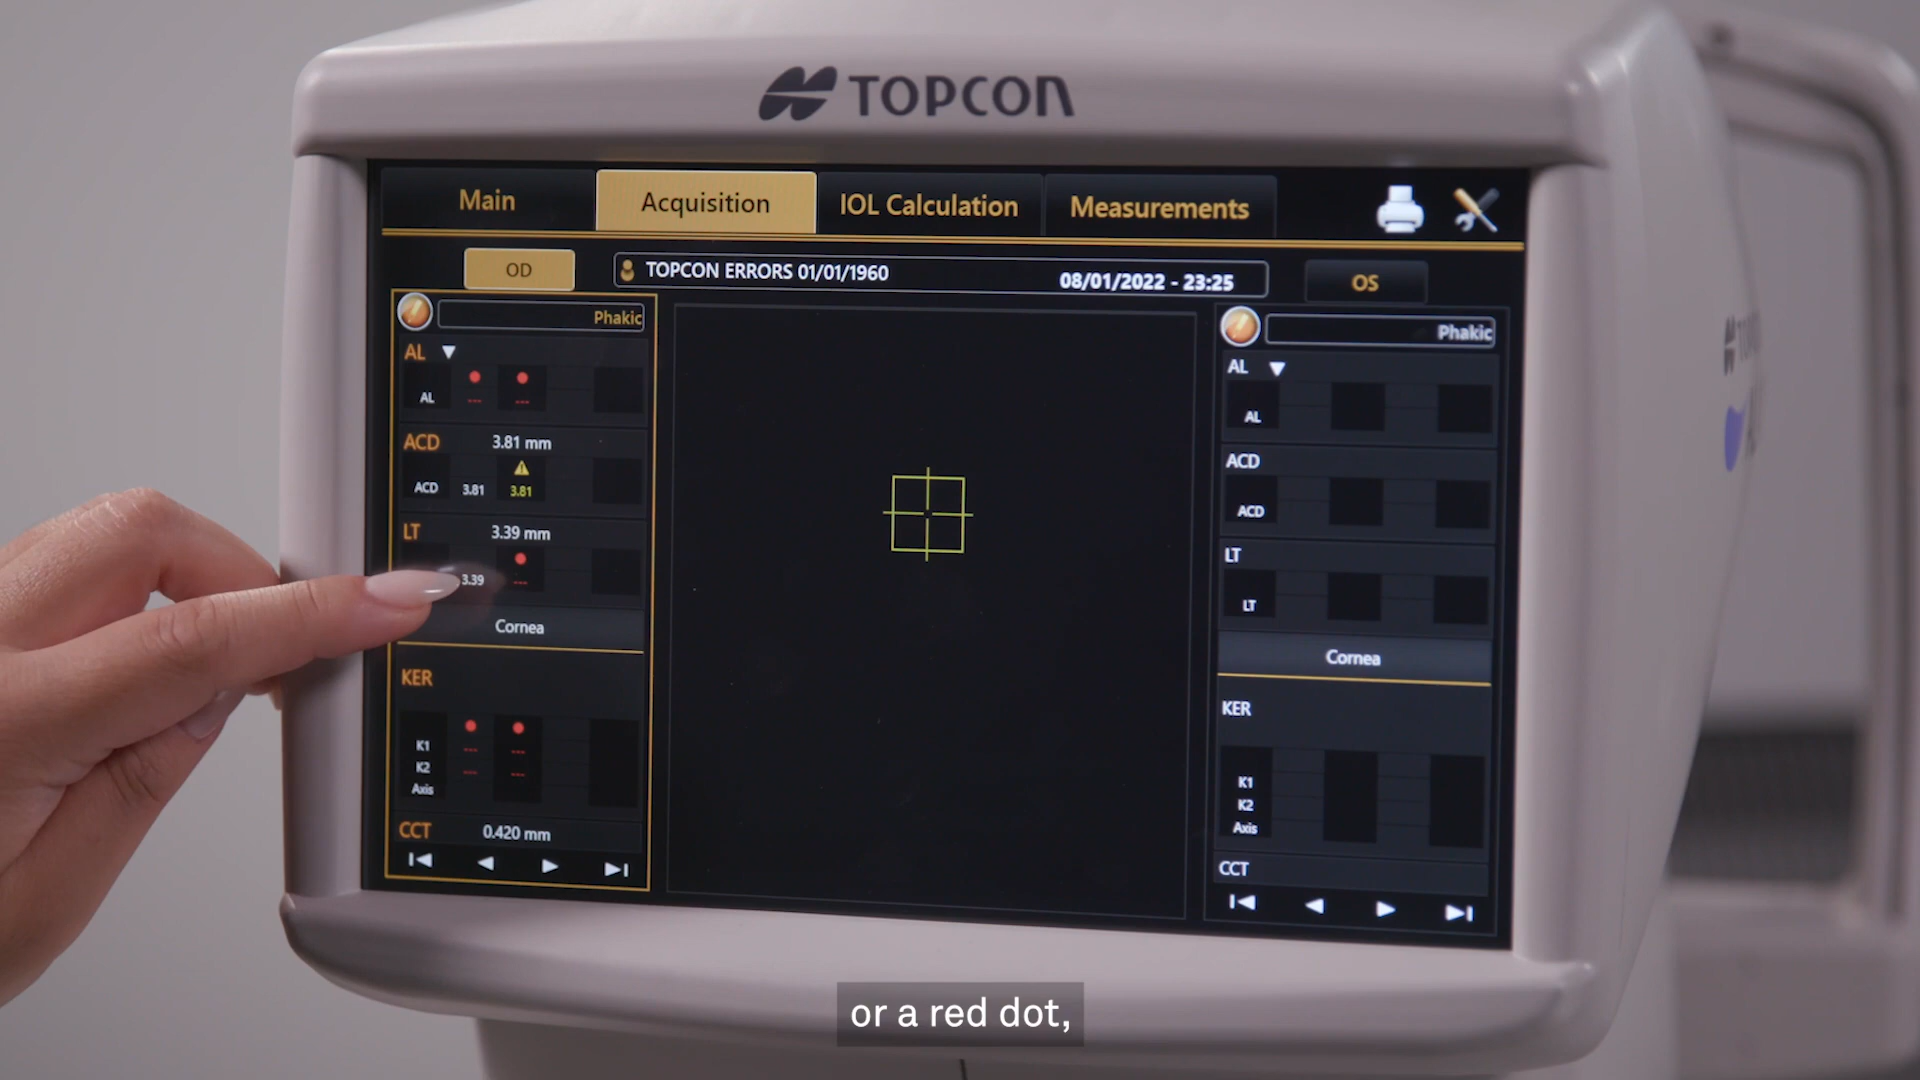 TOPCON
Main Acquisition IOL Calculation Measurements
OD TOPCON ERRORS 01/01/1960 08/01/2022 - 23:25 OS
Phakic
AL
AL --- ---
ACD 3.81 mm
ACD 3.81 3.81
LT 3.39 mm
3.39 ---
Cornea
KER
K1 --- ---
K2 --- ---
Axis
CCT 0.420 mm
Phakic
AL
AL
ACD
ACD
LT
LT
Cornea
KER
K1
K2
Axis
CCT
or a red dot,